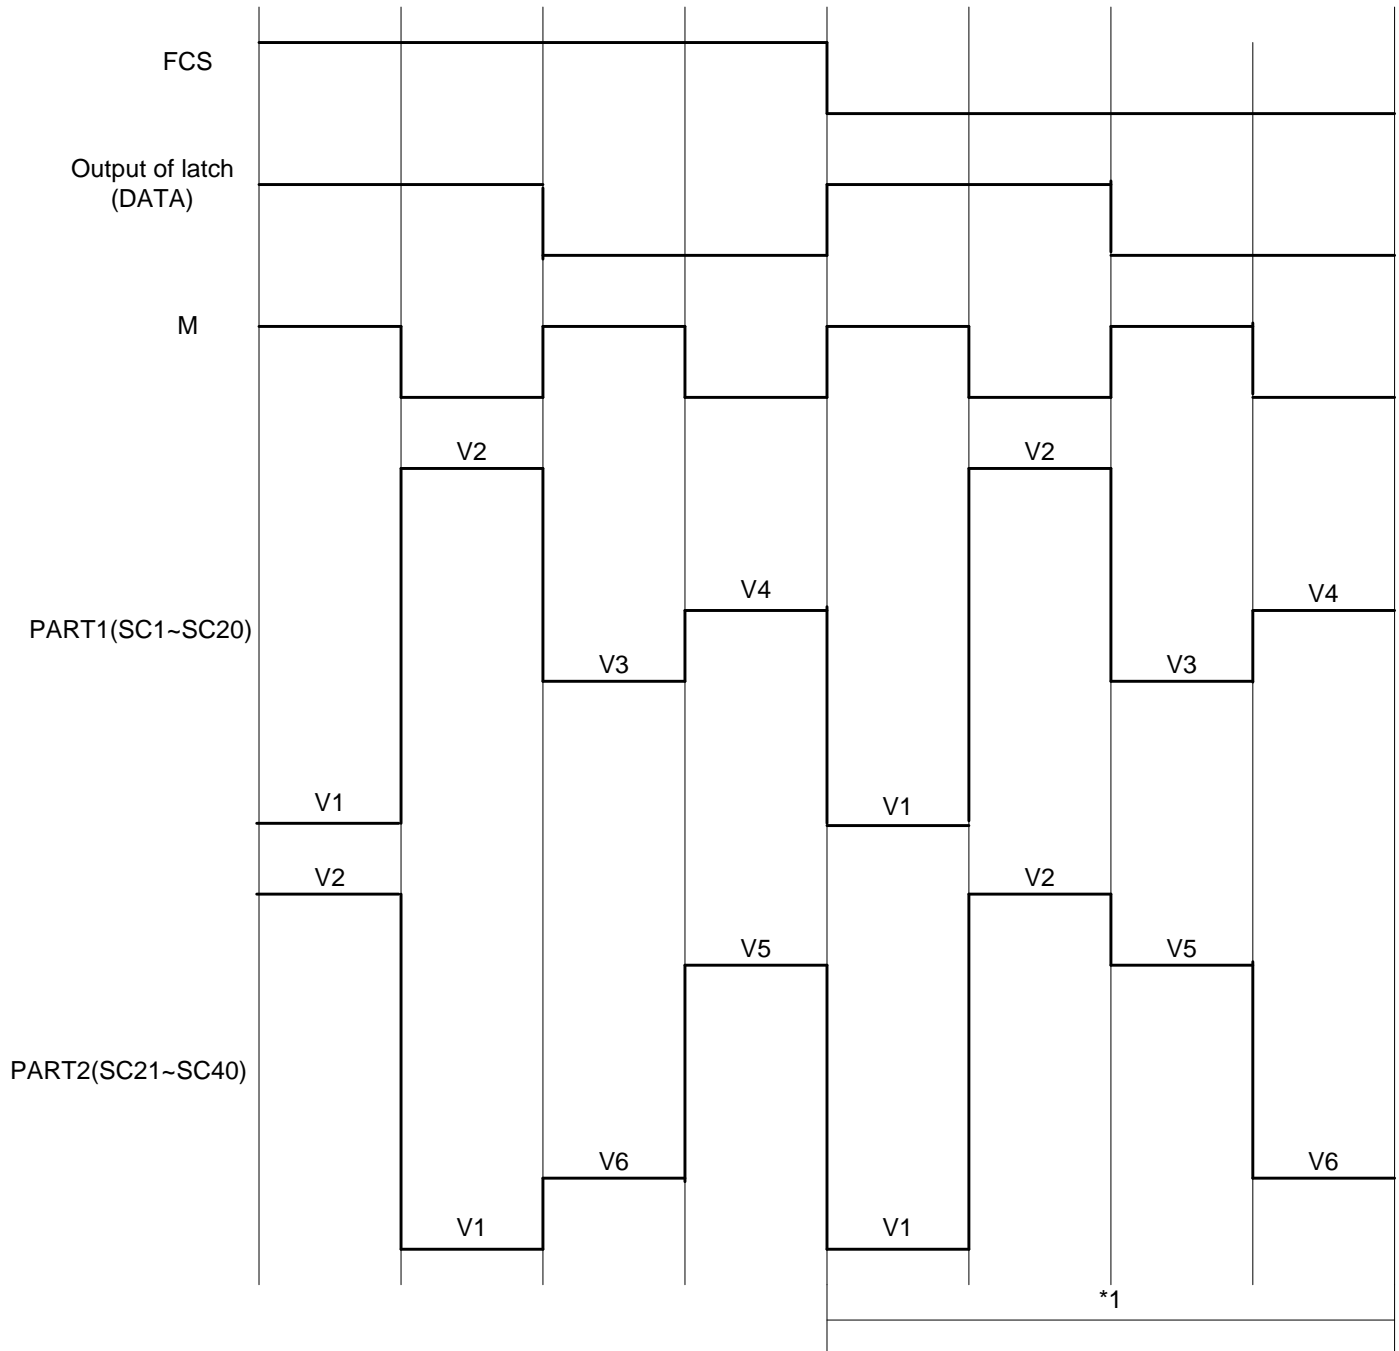 FCS
Output of latch
(DATA)
M
V2
V2
V4
V4
PART1(SC1~SC20)
V3
V3
V1
V1
V2
V2
V5
V5
PART2(SC21~SC40)
V6
V6
V1
V1
*1